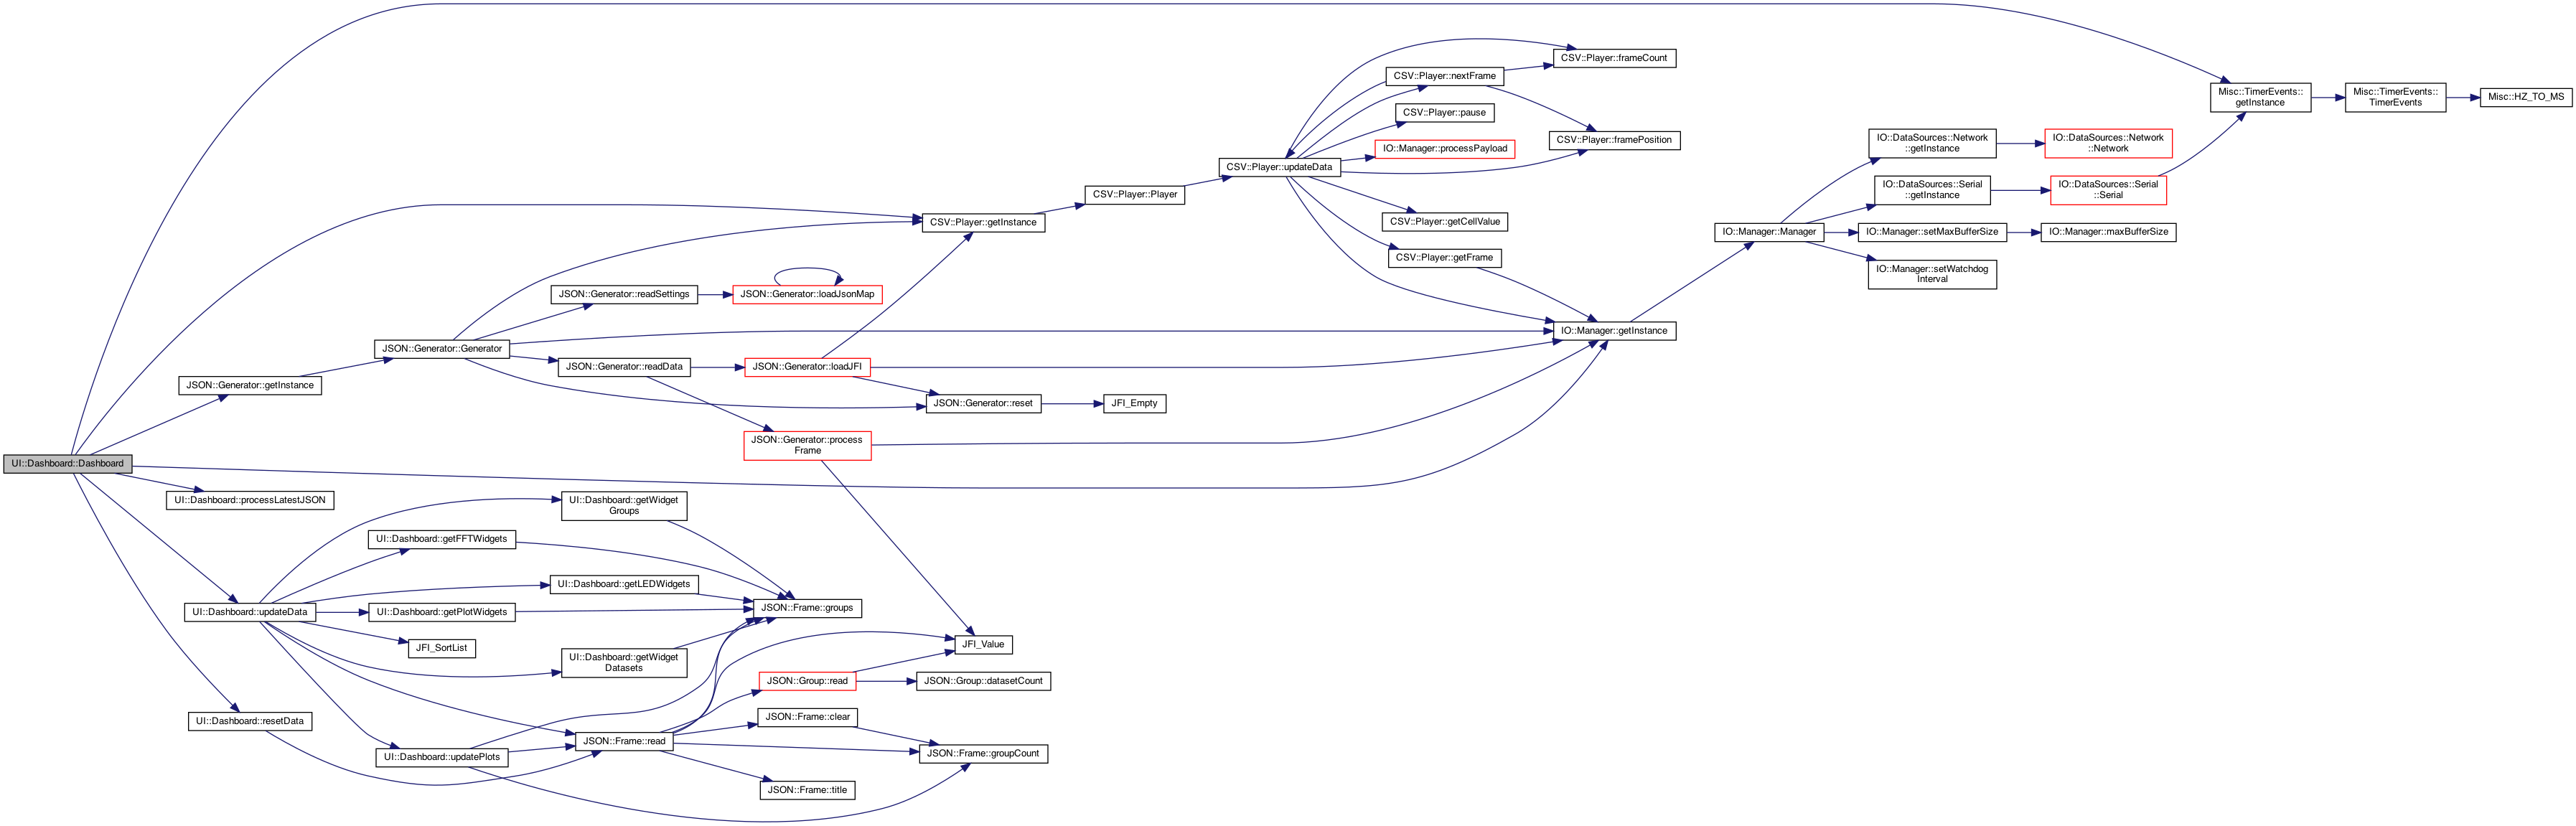 UI::Dashboard::Dashboard
JSON::Generator::getInstance
UI::Dashboard::processLatestJSON
UI::Dashboard::updateData
UI::Dashboard::resetData
JSON::Generator::Generator
UI::Dashboard::getFFTWidgets
UI::Dashboard::getPlotWidgets
JFI_SortList
UI::Dashboard::updatePlots
JSON::Generator::readSettings
JSON::Generator::readData
UI::Dashboard::getWidget
Groups
UI::Dashboard::getLEDWidgets
UI::Dashboard::getWidget
Datasets
JSON::Frame::read
JSON::Generator::loadJsonMap
JSON::Generator::loadJFI
JSON::Generator::process
Frame
JSON::Frame::groups
JSON::Group::read
JSON::Frame::clear
JSON::Frame::title
CSV::Player::getInstance
JSON::Generator::reset
JFI_Value
JSON::Group::datasetCount
JSON::Frame::groupCount
CSV::Player::Player
JFI_Empty
CSV::Player::updateData
CSV::Player::nextFrame
CSV::Player::pause
IO::Manager::processPayload
CSV::Player::getCellValue
CSV::Player::getFrame
CSV::Player::frameCount
CSV::Player::framePosition
IO::Manager::getInstance
IO::Manager::Manager
IO::DataSources::Network
::getInstance
IO::DataSources::Serial
::getInstance
IO::Manager::setMaxBufferSize
IO::Manager::setWatchdog
Interval
IO::DataSources::Network
::Network
IO::DataSources::Serial
::Serial
IO::Manager::maxBufferSize
Misc::TimerEvents::
getInstance
Misc::TimerEvents::
TimerEvents
Misc::HZ_TO_MS